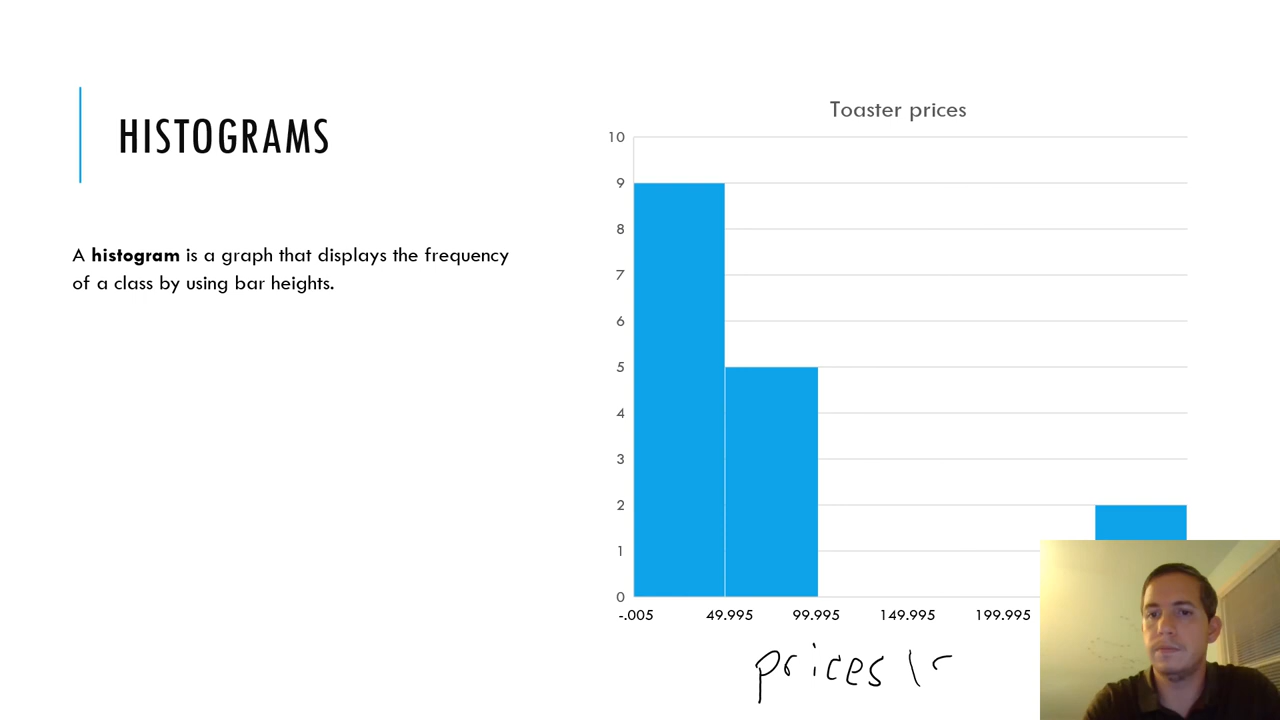 HISTOGRAMS
A histogram is a graph that displays the frequency
of a class by using bar heights.
Toaster prices
10
9
8
7
6
5
4
3
2
1
0
-.005 49.995 99.995 149.995 199.995
prices